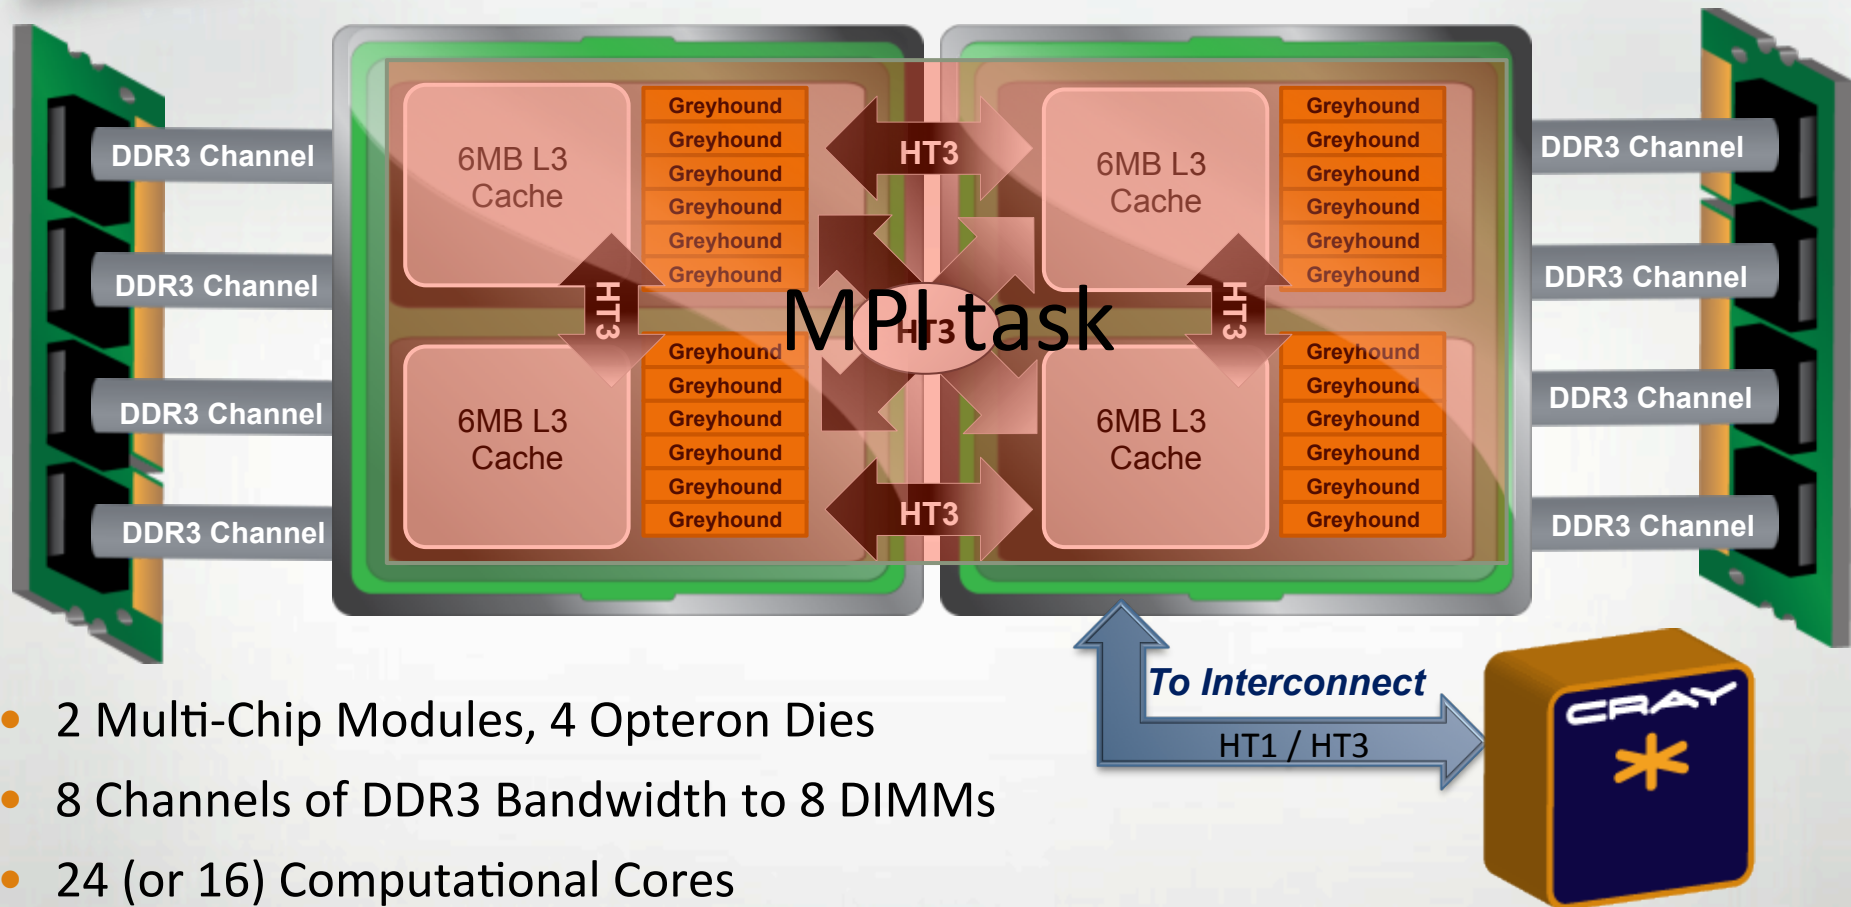 DDR3 Channel
DDR3 Channel
DDR3 Channel
DDR3 Channel
6MB L3
Cache
Greyhound
Greyhound
Greyhound
Greyhound
Greyhound
Greyhound
HT3
6MB L3
Cache
Greyhound
Greyhound
Greyhound
Greyhound
Greyhound
Greyhound
HT3
MPI task
HT3
HT3
6MB L3
Cache
Greyhound
Greyhound
Greyhound
Greyhound
Greyhound
Greyhound
HT3
6MB L3
Cache
Greyhound
Greyhound
Greyhound
Greyhound
Greyhound
Greyhound
DDR3 Channel
DDR3 Channel
DDR3 Channel
DDR3 Channel
To Interconnect
HT1 / HT3
CRAY
• 2 Multi-Chip Modules, 4 Opteron Dies
• 8 Channels of DDR3 Bandwidth to 8 DIMMs
• 24 (or 16) Computational Cores